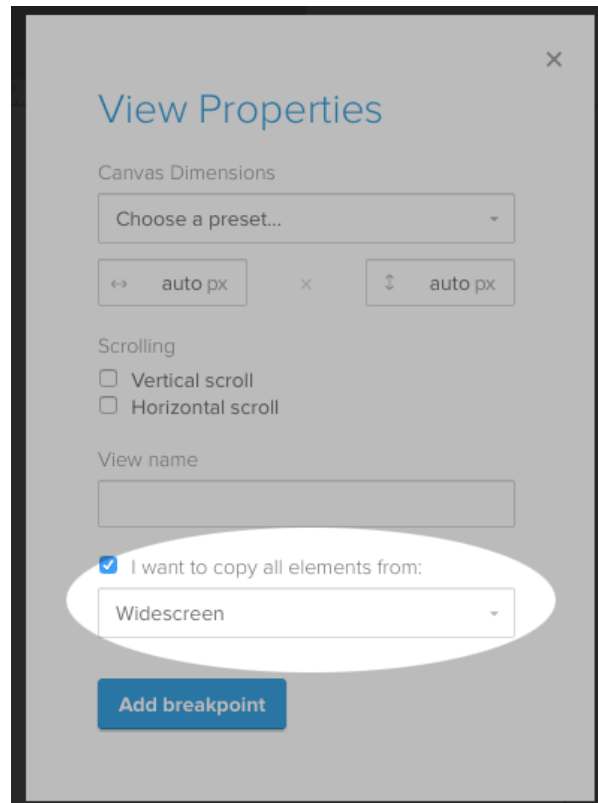 View Properties
Canvas Dimensions
Choose a preset...
auto px x auto px
Scrolling
Vertical scroll
Horizontal scroll
View name
I want to copy all elements from:
Widescreen
Add breakpoint